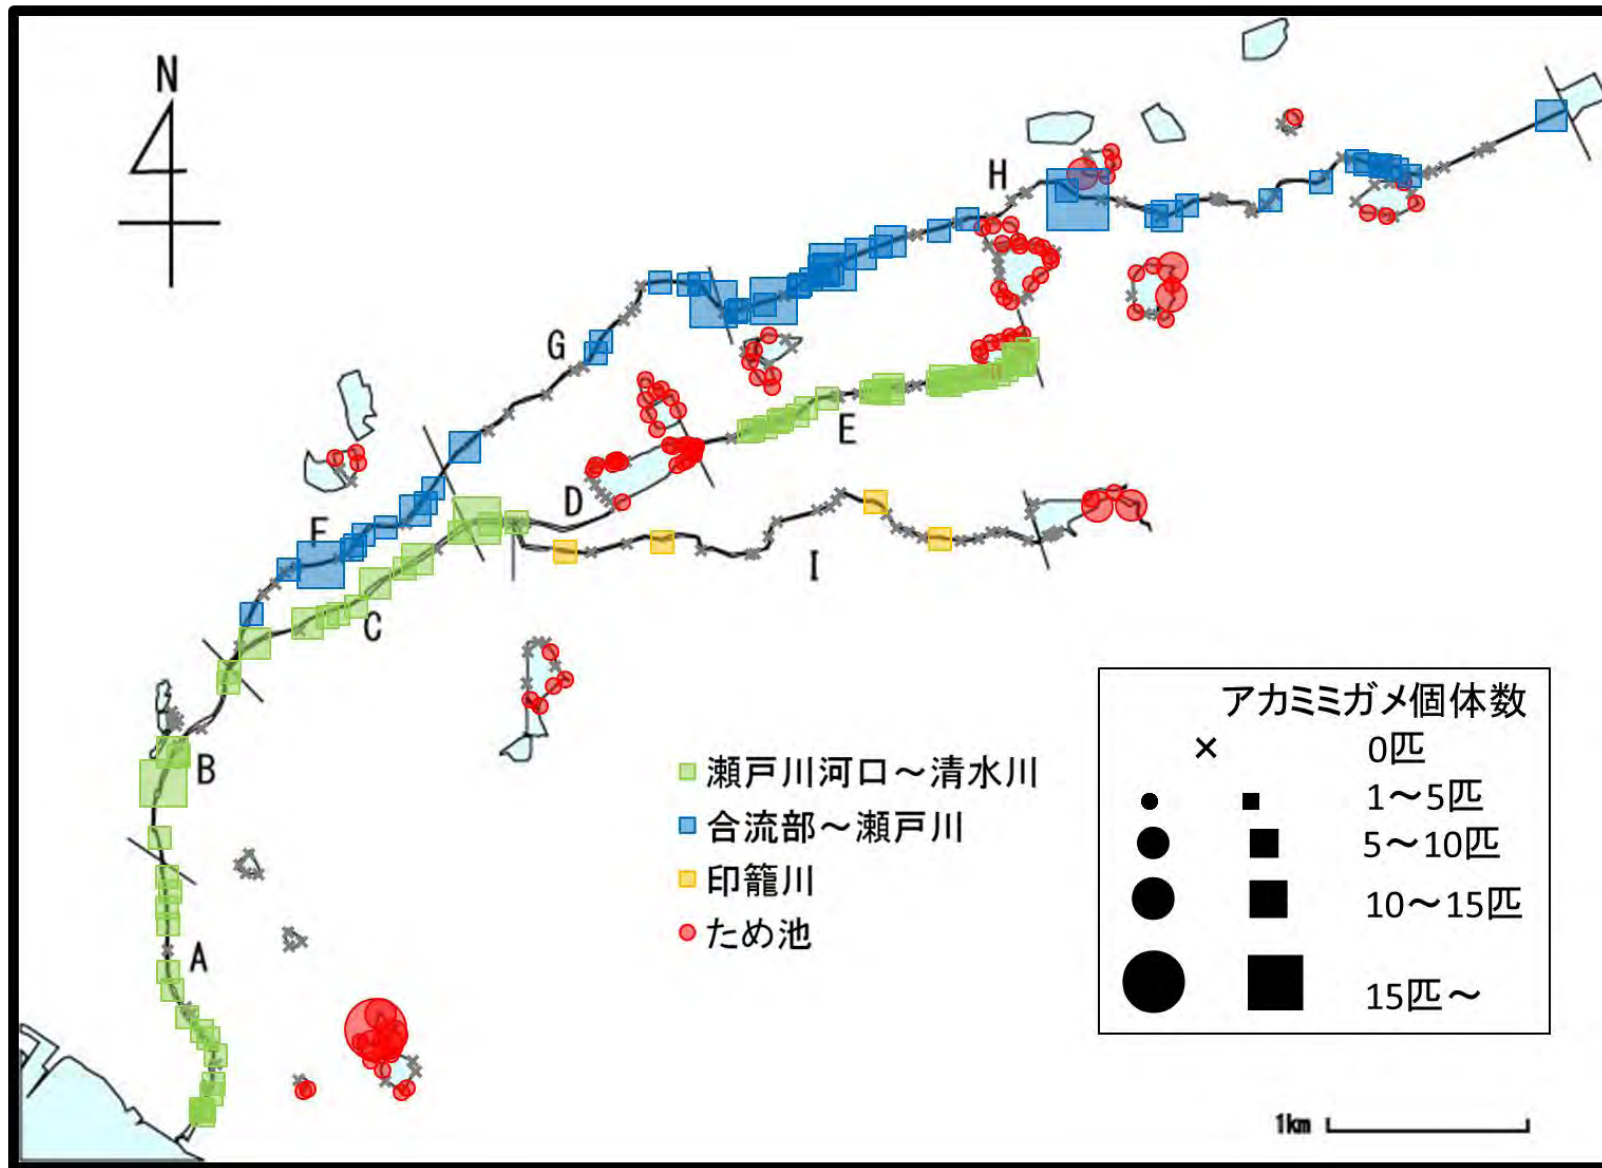 N
H
G
E
D
F
I
C
B
A
瀬戸川河口～清水川
合流部～瀬戸川
印籠川
ため池
アカミミガメ個体数
× 0匹
1～5匹
5～10匹
10～15匹
15匹～
1km